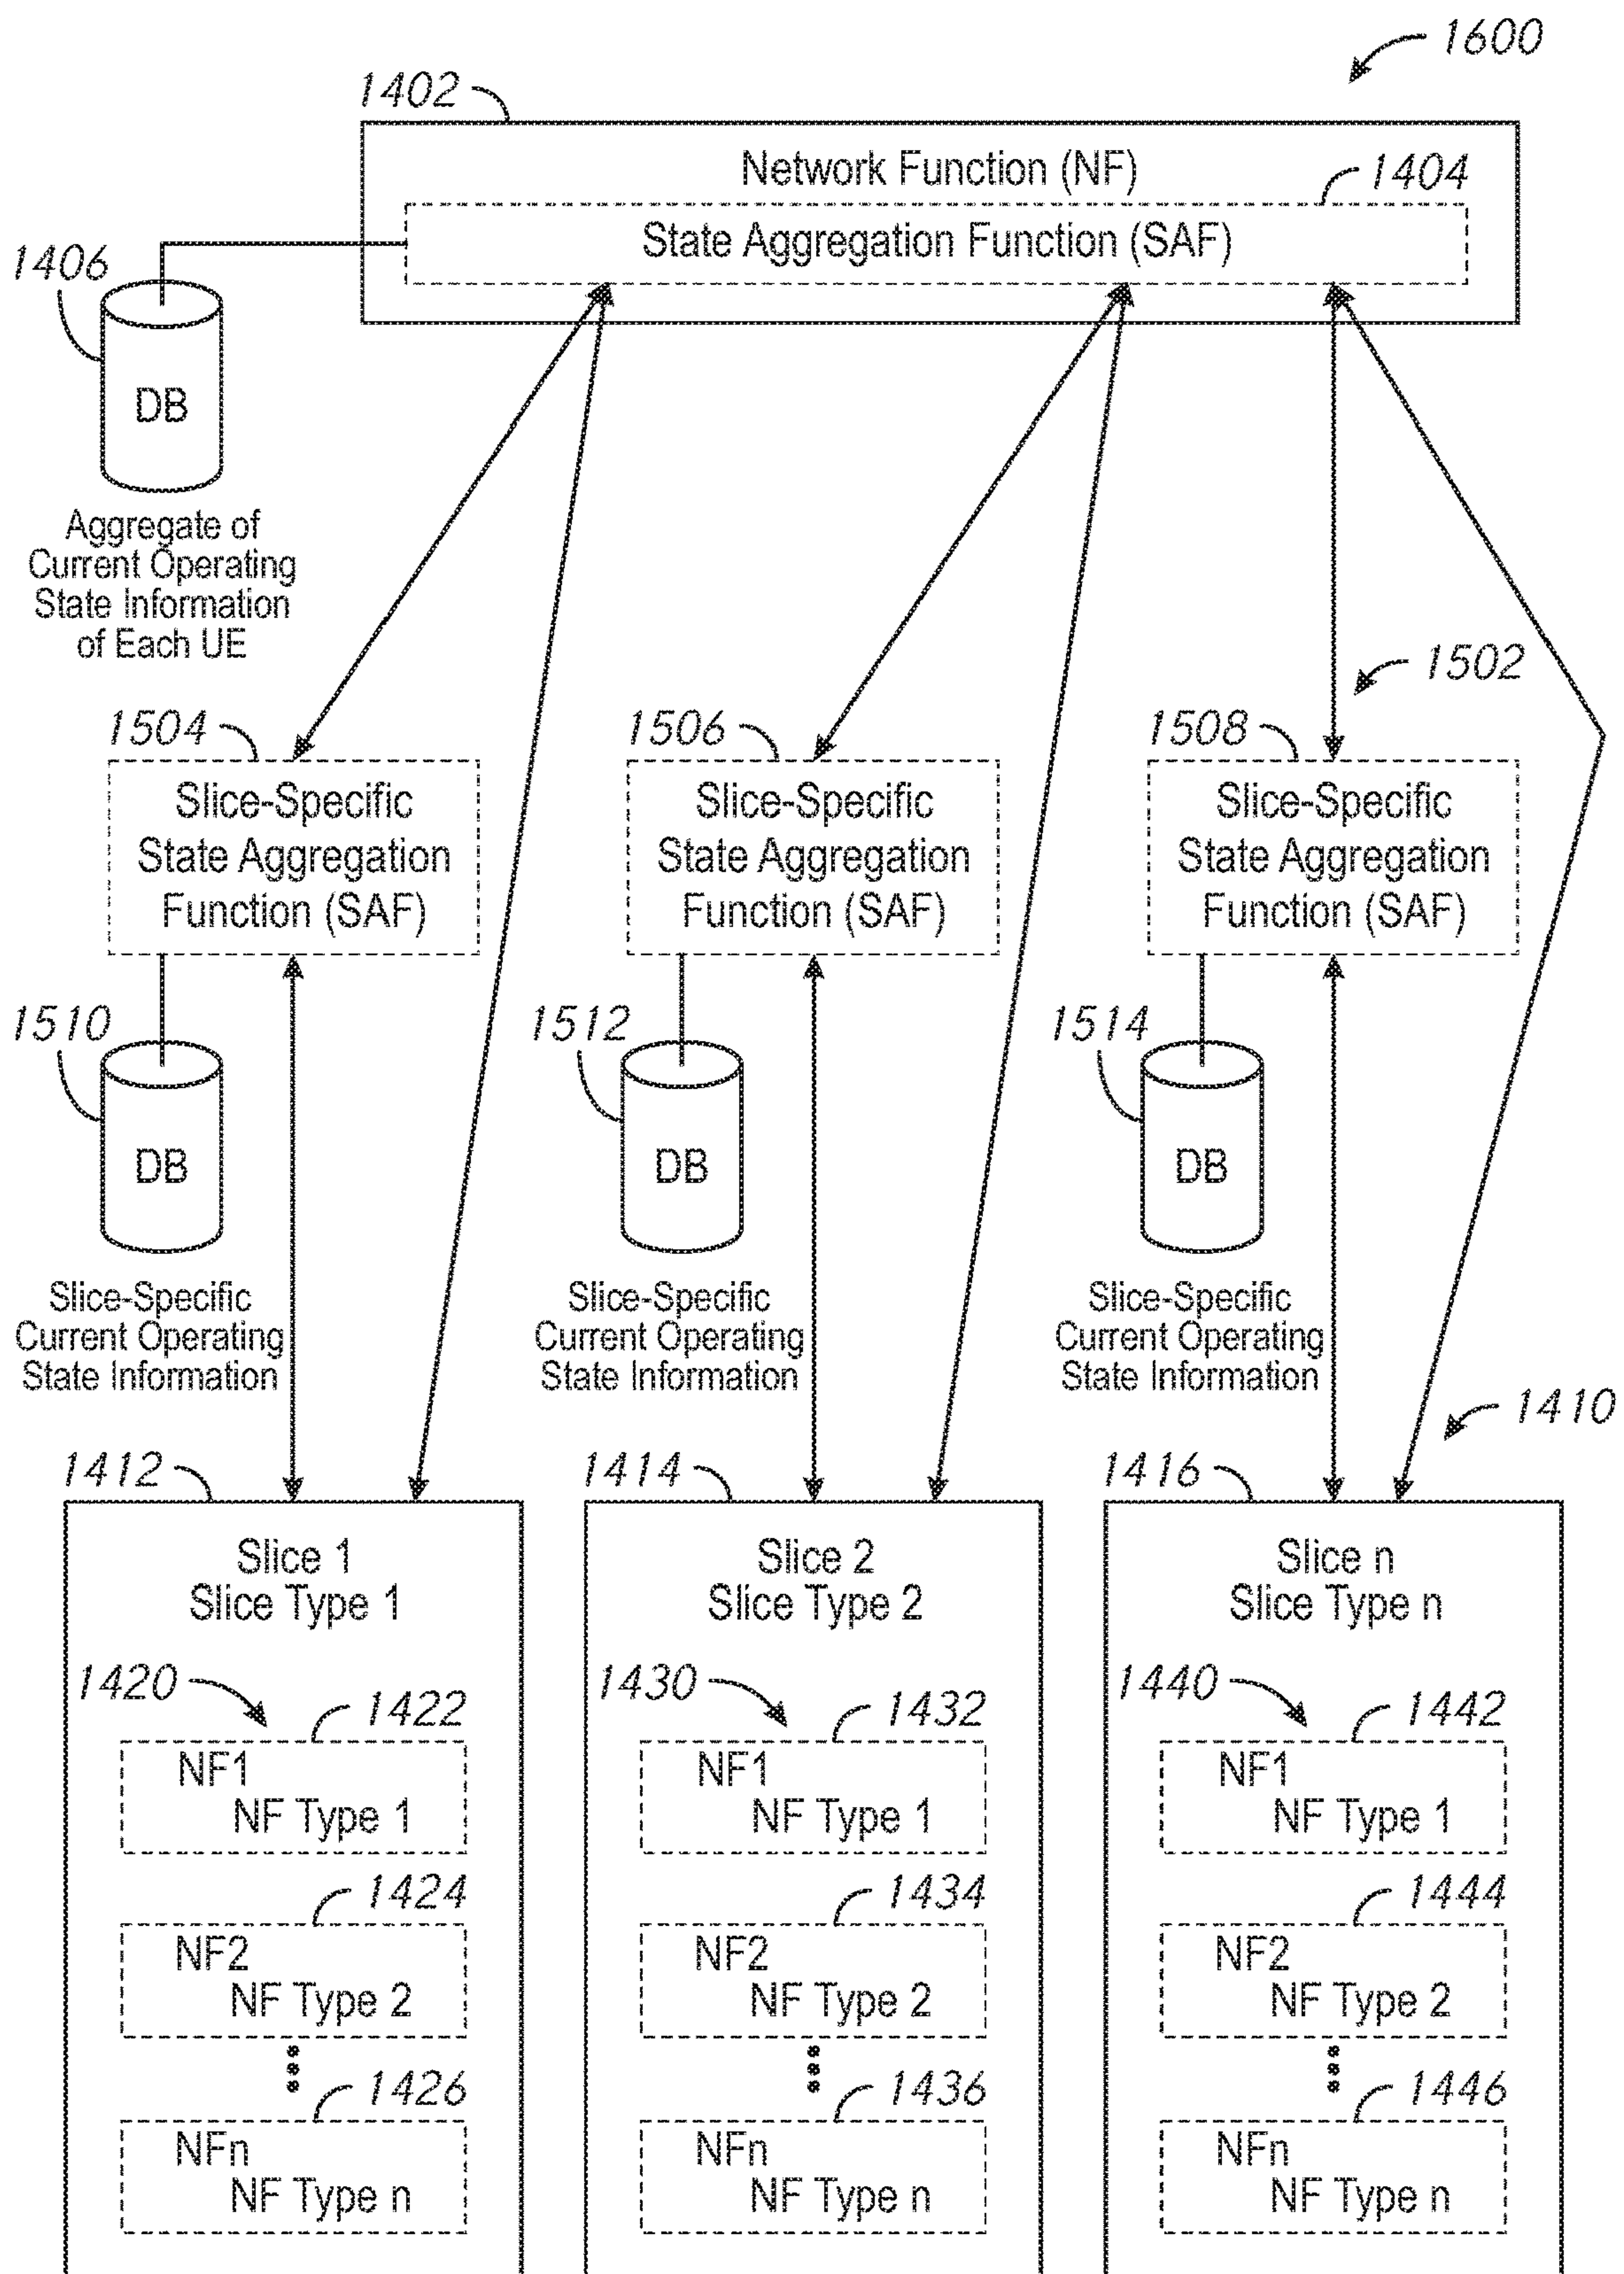 1600
1402
Network Function (NF)
1404
State Aggregation Function (SAF)
1406
DB
Aggregate of
Current Operating
State Information
of Each UE
1502
1504
Slice-Specific
State Aggregation
Function (SAF)
1506
Slice-Specific
State Aggregation
Function (SAF)
1508
Slice-Specific
State Aggregation
Function (SAF)
1510
DB
Slice-Specific
Current Operating
State Information
1512
DB
Slice-Specific
Current Operating
State Information
1514
DB
Slice-Specific
Current Operating
State Information
1410
1412
Slice 1
Slice Type 1
1420
1422
NF1
NF Type 1
1424
NF2
NF Type 2
1426
NFn
NF Type n
1414
Slice 2
Slice Type 2
1430
1432
NF1
NF Type 1
1434
NF2
NF Type 2
1436
NFn
NF Type n
1416
Slice n
Slice Type n
1440
1442
NF1
NF Type 1
1444
NF2
NF Type 2
1446
NFn
NF Type n